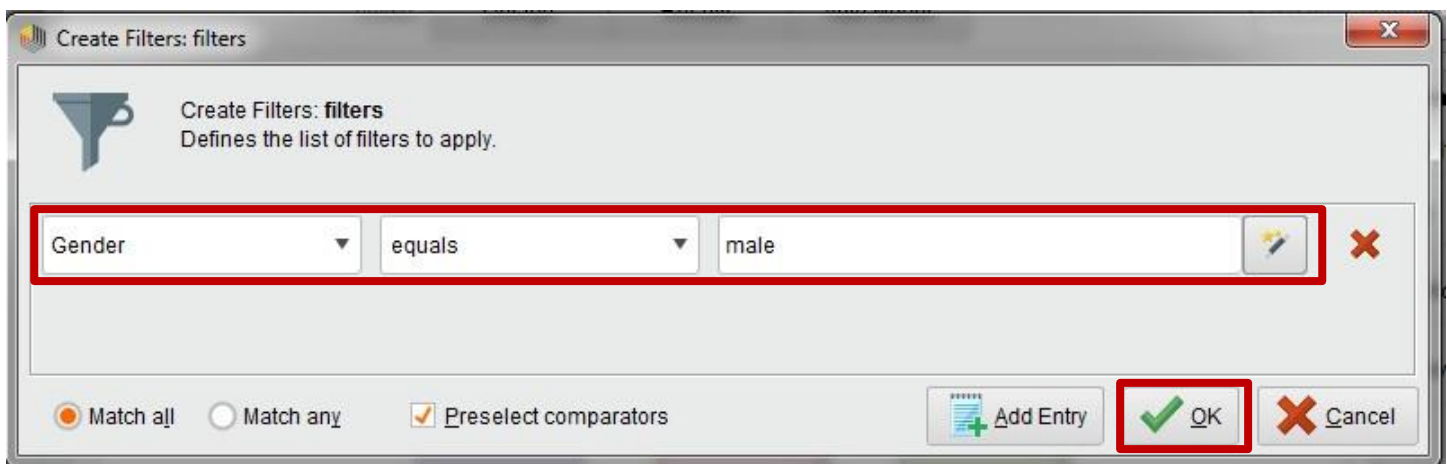 Create Filters: filters
Create Filters: filters
Defines the list of filters to apply.
Gender equals male
Match all Match any Preselect comparators Add Entry OK Cancel